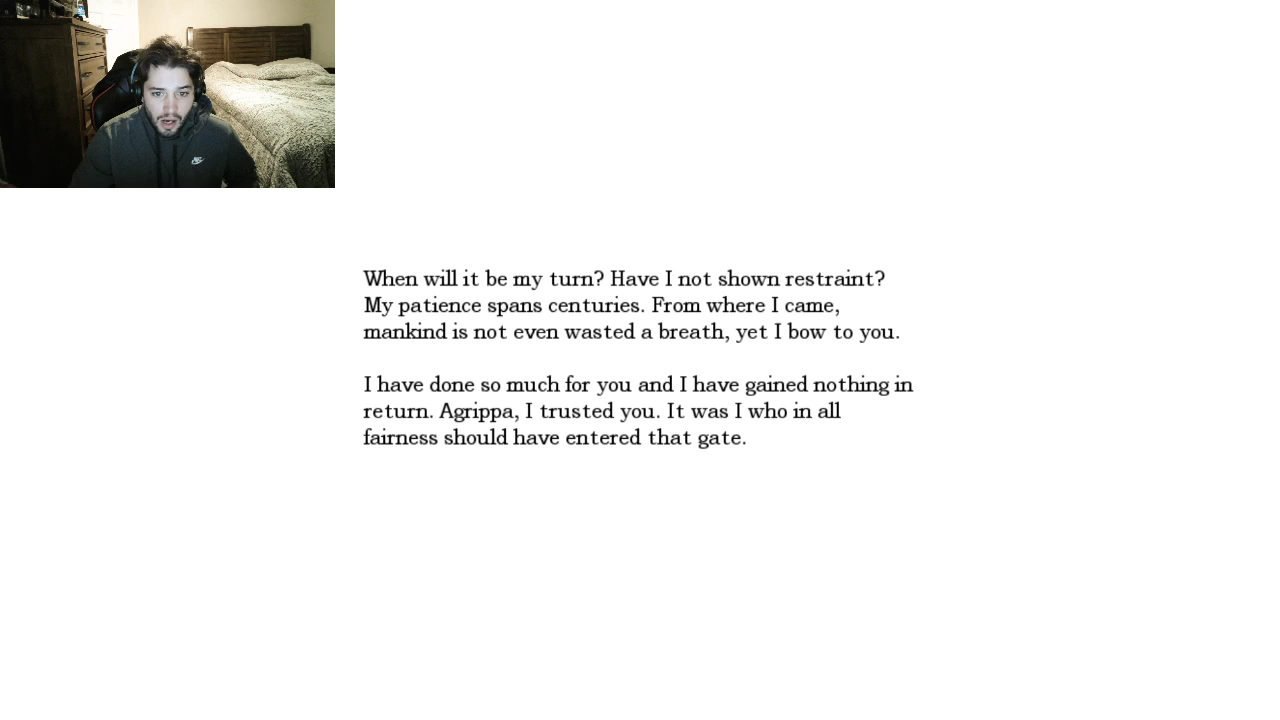 When will it be my turn? Have I not shown restraint?
My patience spans centuries. From where I came,
mankind is not even wasted a breath, yet I bow to you.
I have done so much for you and I have gained nothing in
return. Agrippa, I trusted you. It was I who in all
fairness should have entered that gate.